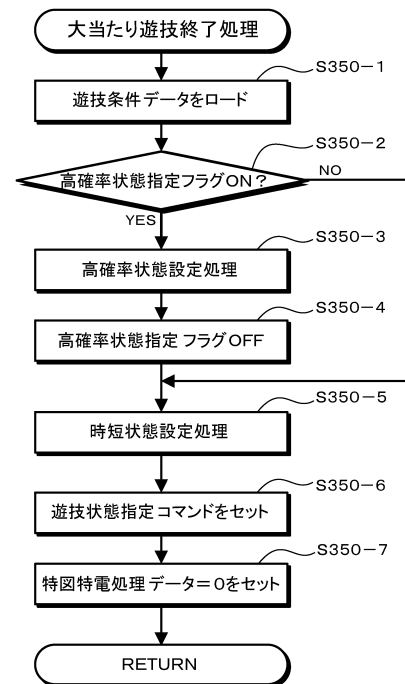 大当たり遊技終了処理
S350-1
遊技条件データをロード
S350-2
高確率状態指定フラグON？
NO
YES
S350-3
高確率状態設定処理
S350-4
高確率状態指定 フラグOFF
S350-5
時短状態設定処理
S350-6
遊技状態指定コマンドをセット
S350-7
特図特電処理 データ＝0をセット
RETURN